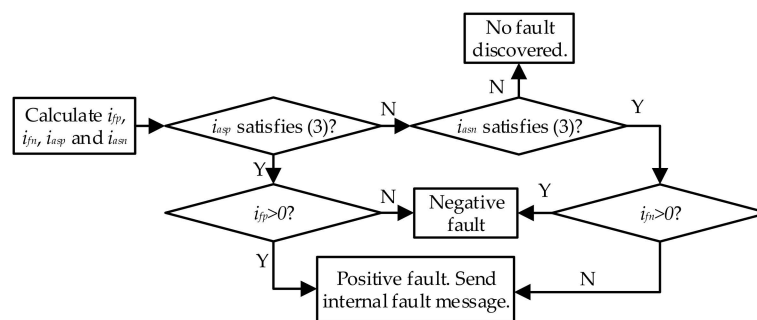 No fault
discovered.
Calculate ifp,
ifn, iasp and iasn
iasp satisfies (3)?
N
iasn satisfies (3)?
N
Y
Y
ifp>0?
N
Negative
fault
Y
ifn>0?
Y
Positive fault. Send
internal fault message.
N